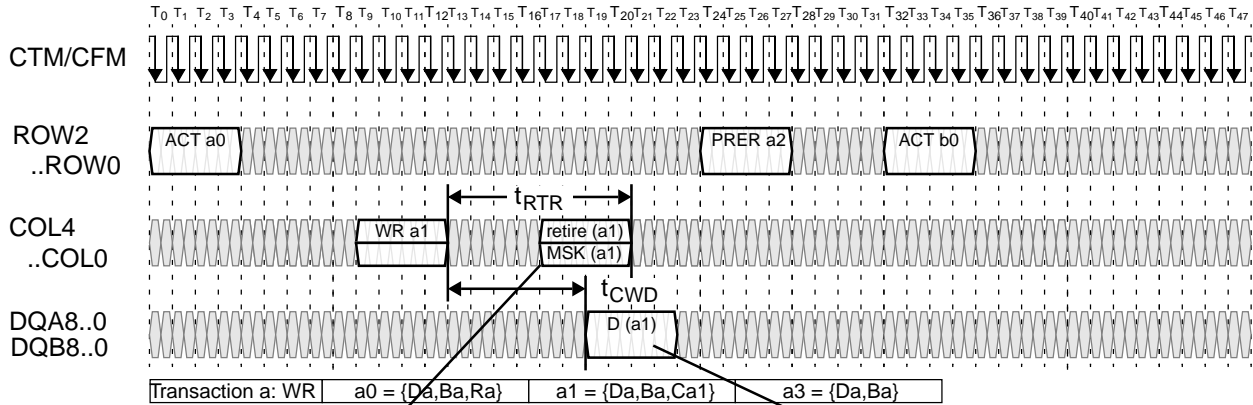 T0 T1 T2 T3 T4 T5 T6 T7 T8 T9 T10 T11 T12 T13 T14 T15 T16 T17 T18 T19 T20 T21 T22 T23 T24 T25 T26 T27 T28 T29 T30 T31 T32 T33 T34 T35 T36 T37 T38 T39 T40 T41 T42 T43 T44 T45 T46 T47
CTM/CFM
ROW2
..ROW0
ACT a0 PRER a2 ACT b0
tRTR
COL4
..COL0
WR a1 retire (a1)
MSK (a1)
tCWD
DQA8..0
DQB8..0
D (a1)
Transaction a: WR a0 = {Da,Ba,Ra} a1 = {Da,Ba,Ca1} a3 = {Da,Ba}